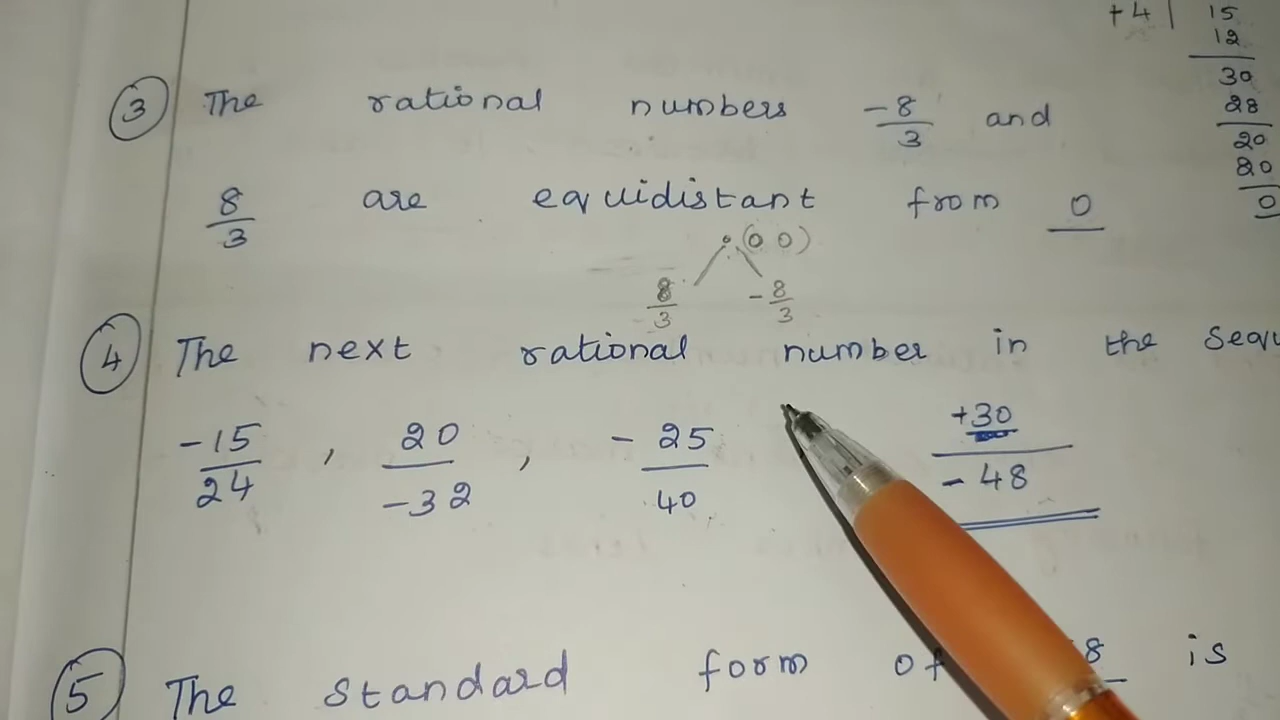 +4 | 15
12
30
28
20
20
0
③ The rational numbers -8/3 and
8/3 are equidistant from 0
(0 0)
8/3 -8/3
④ The next rational number in the Sequ
-15/24 , 20/-32 , -25/40 +30/-48
⑤ The Standard form of 8 is